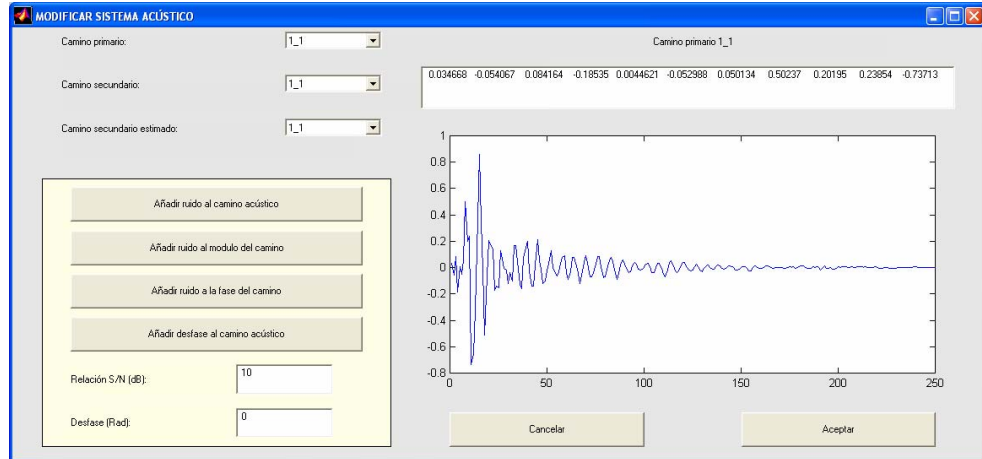 MODIFICAR SISTEMA ACÚSTICO
Camino primario:
1_1
Camino secundario:
1_1
Camino secundario estimado:
1_1
Añadir ruido al camino acústico
Añadir ruido al modulo del camino
Añadir ruido a la fase del camino
Añadir desfase al camino acústico
Relación S/N (dB):
10
Desfase (Rad):
0
Camino primario 1_1
0.034668 -0.054067 0.084164 -0.18535 0.0044621 -0.052988 0.050134 0.50237 0.20195 0.23854 -0.73713
1
0.8
0.6
0.4
0.2
0
-0.2
-0.4
-0.6
-0.8
0 50 100 150 200 250
Cancelar
Aceptar